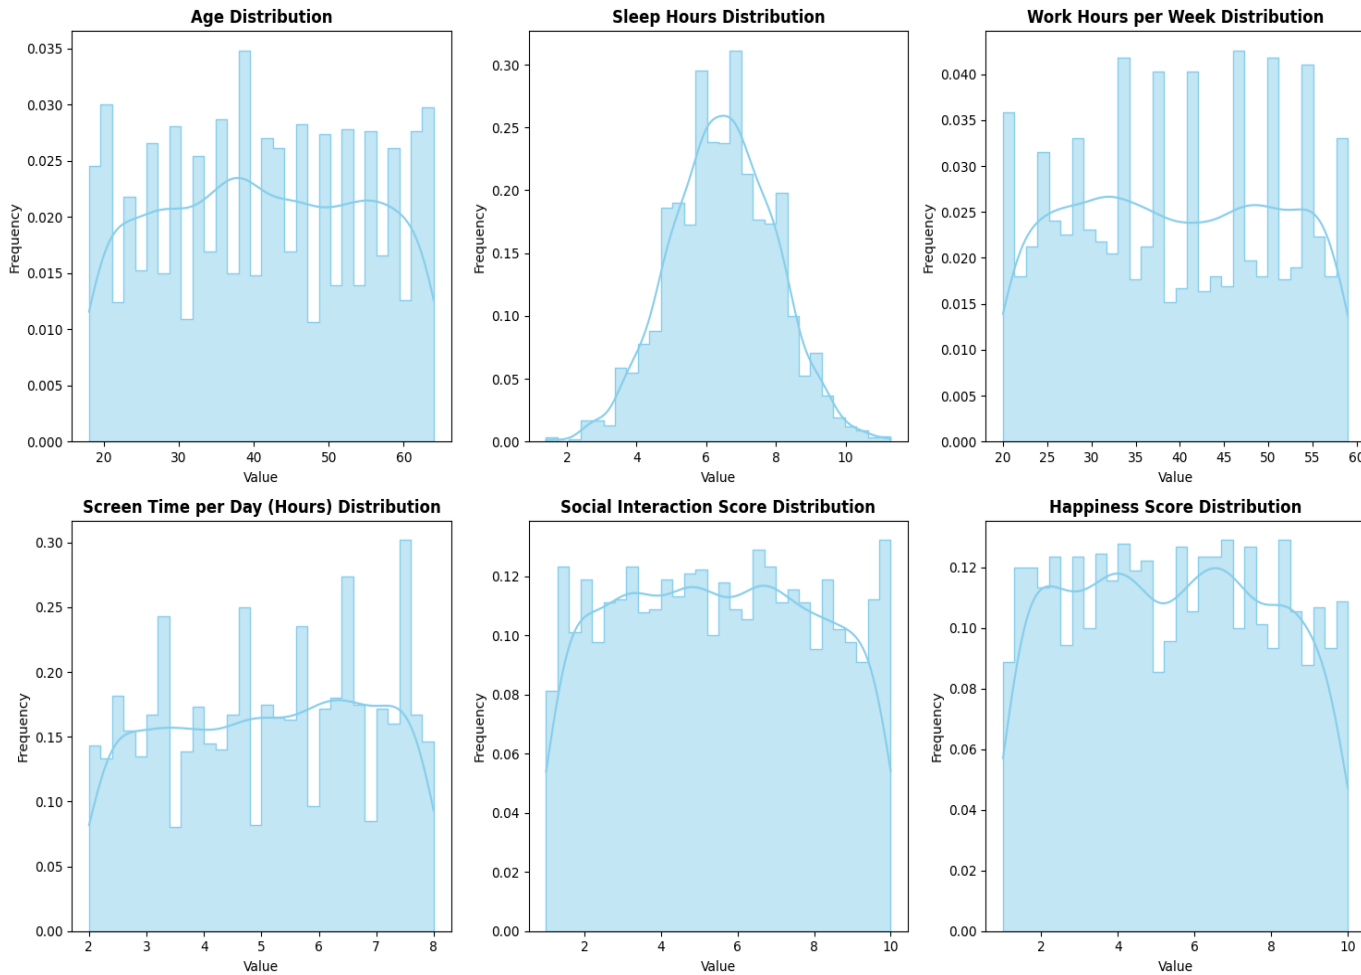 Age Distribution
0.035
0.030
0.025
0.020
0.015
0.010
0.005
0.000
Frequency
20 30 40 50 60
Value
Sleep Hours Distribution
0.30
0.25
0.20
0.15
0.10
0.05
0.00
Frequency
2 4 6 8 10
Value
Work Hours per Week Distribution
0.040
0.035
0.030
0.025
0.020
0.015
0.010
0.005
0.000
Frequency
20 25 30 35 40 45 50 55 60
Value
Screen Time per Day (Hours) Distribution
0.30
0.25
0.20
0.15
0.10
0.05
0.00
Frequency
2 3 4 5 6 7 8
Value
Social Interaction Score Distribution
0.12
0.10
0.08
0.06
0.04
0.02
0.00
Frequency
2 4 6 8 10
Value
Happiness Score Distribution
0.12
0.10
0.08
0.06
0.04
0.02
0.00
Frequency
2 4 6 8 10
Value